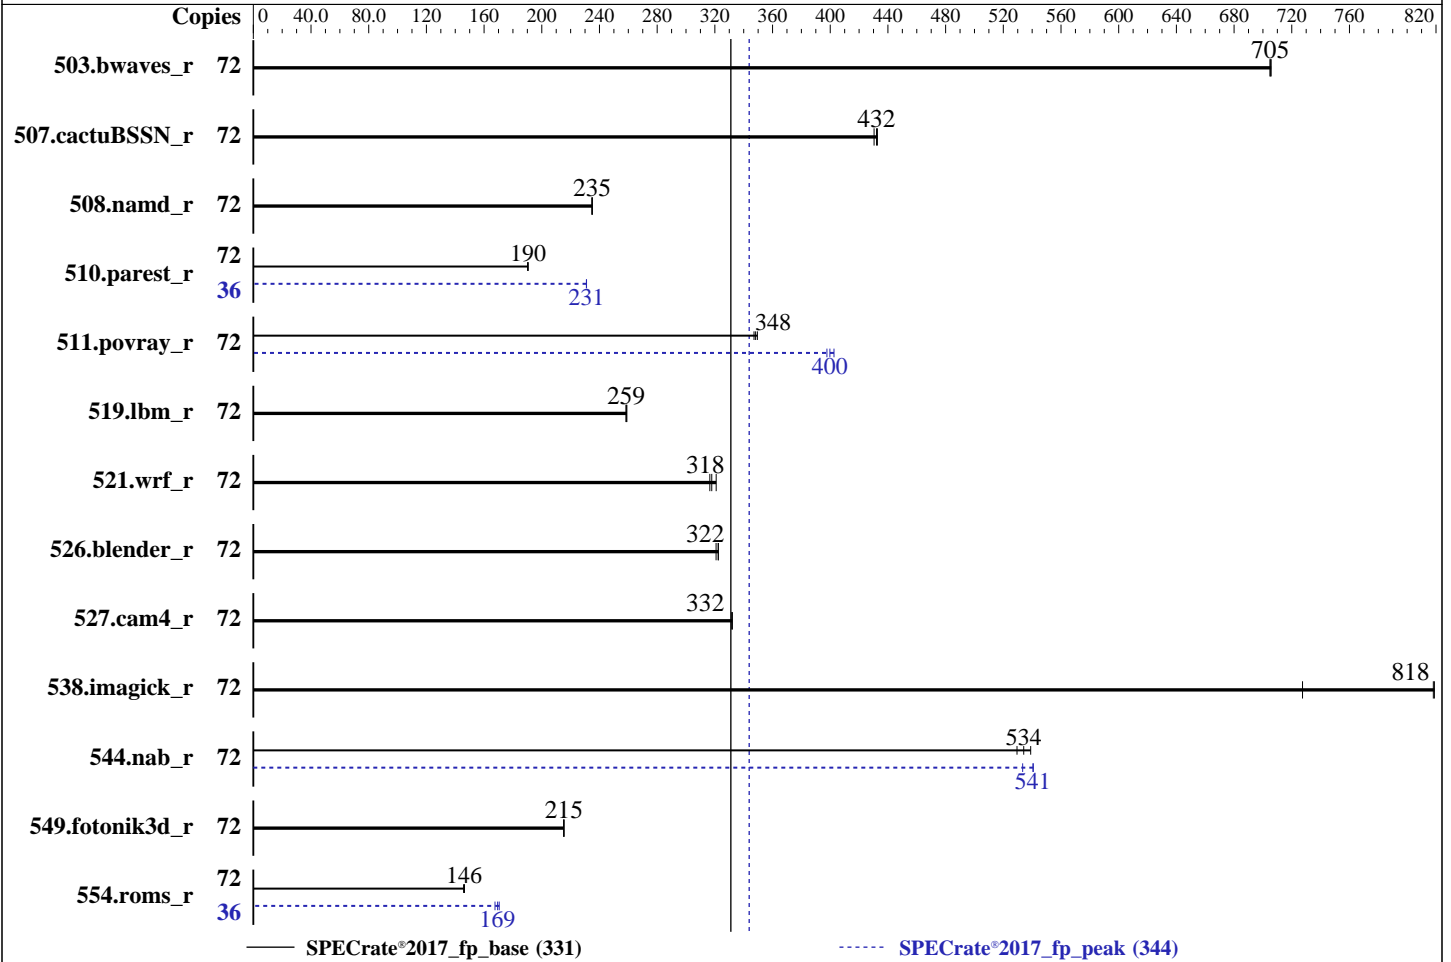 Copies 0 40.0 80.0 120 160 200 240 280 320 360 400 440 480 520 560 600 640 680 720 760 820
503.bwaves_r 72 705
507.cactuBSSN_r 72 432
508.namd_r 72 235
72 190
510.parest_r
36 231
511.povray_r 72 348
400
519.lbm_r 72 259
521.wrf_r 72 318
526.blender_r 72 322
527.cam4_r 72 332
538.imagick_r 72 818
544.nab_r 72 534
541
549.fotonik3d_r 72 215
72 146
554.roms_r
36 169
SPECrate®2017_fp_base (331) SPECrate®2017_fp_peak (344)